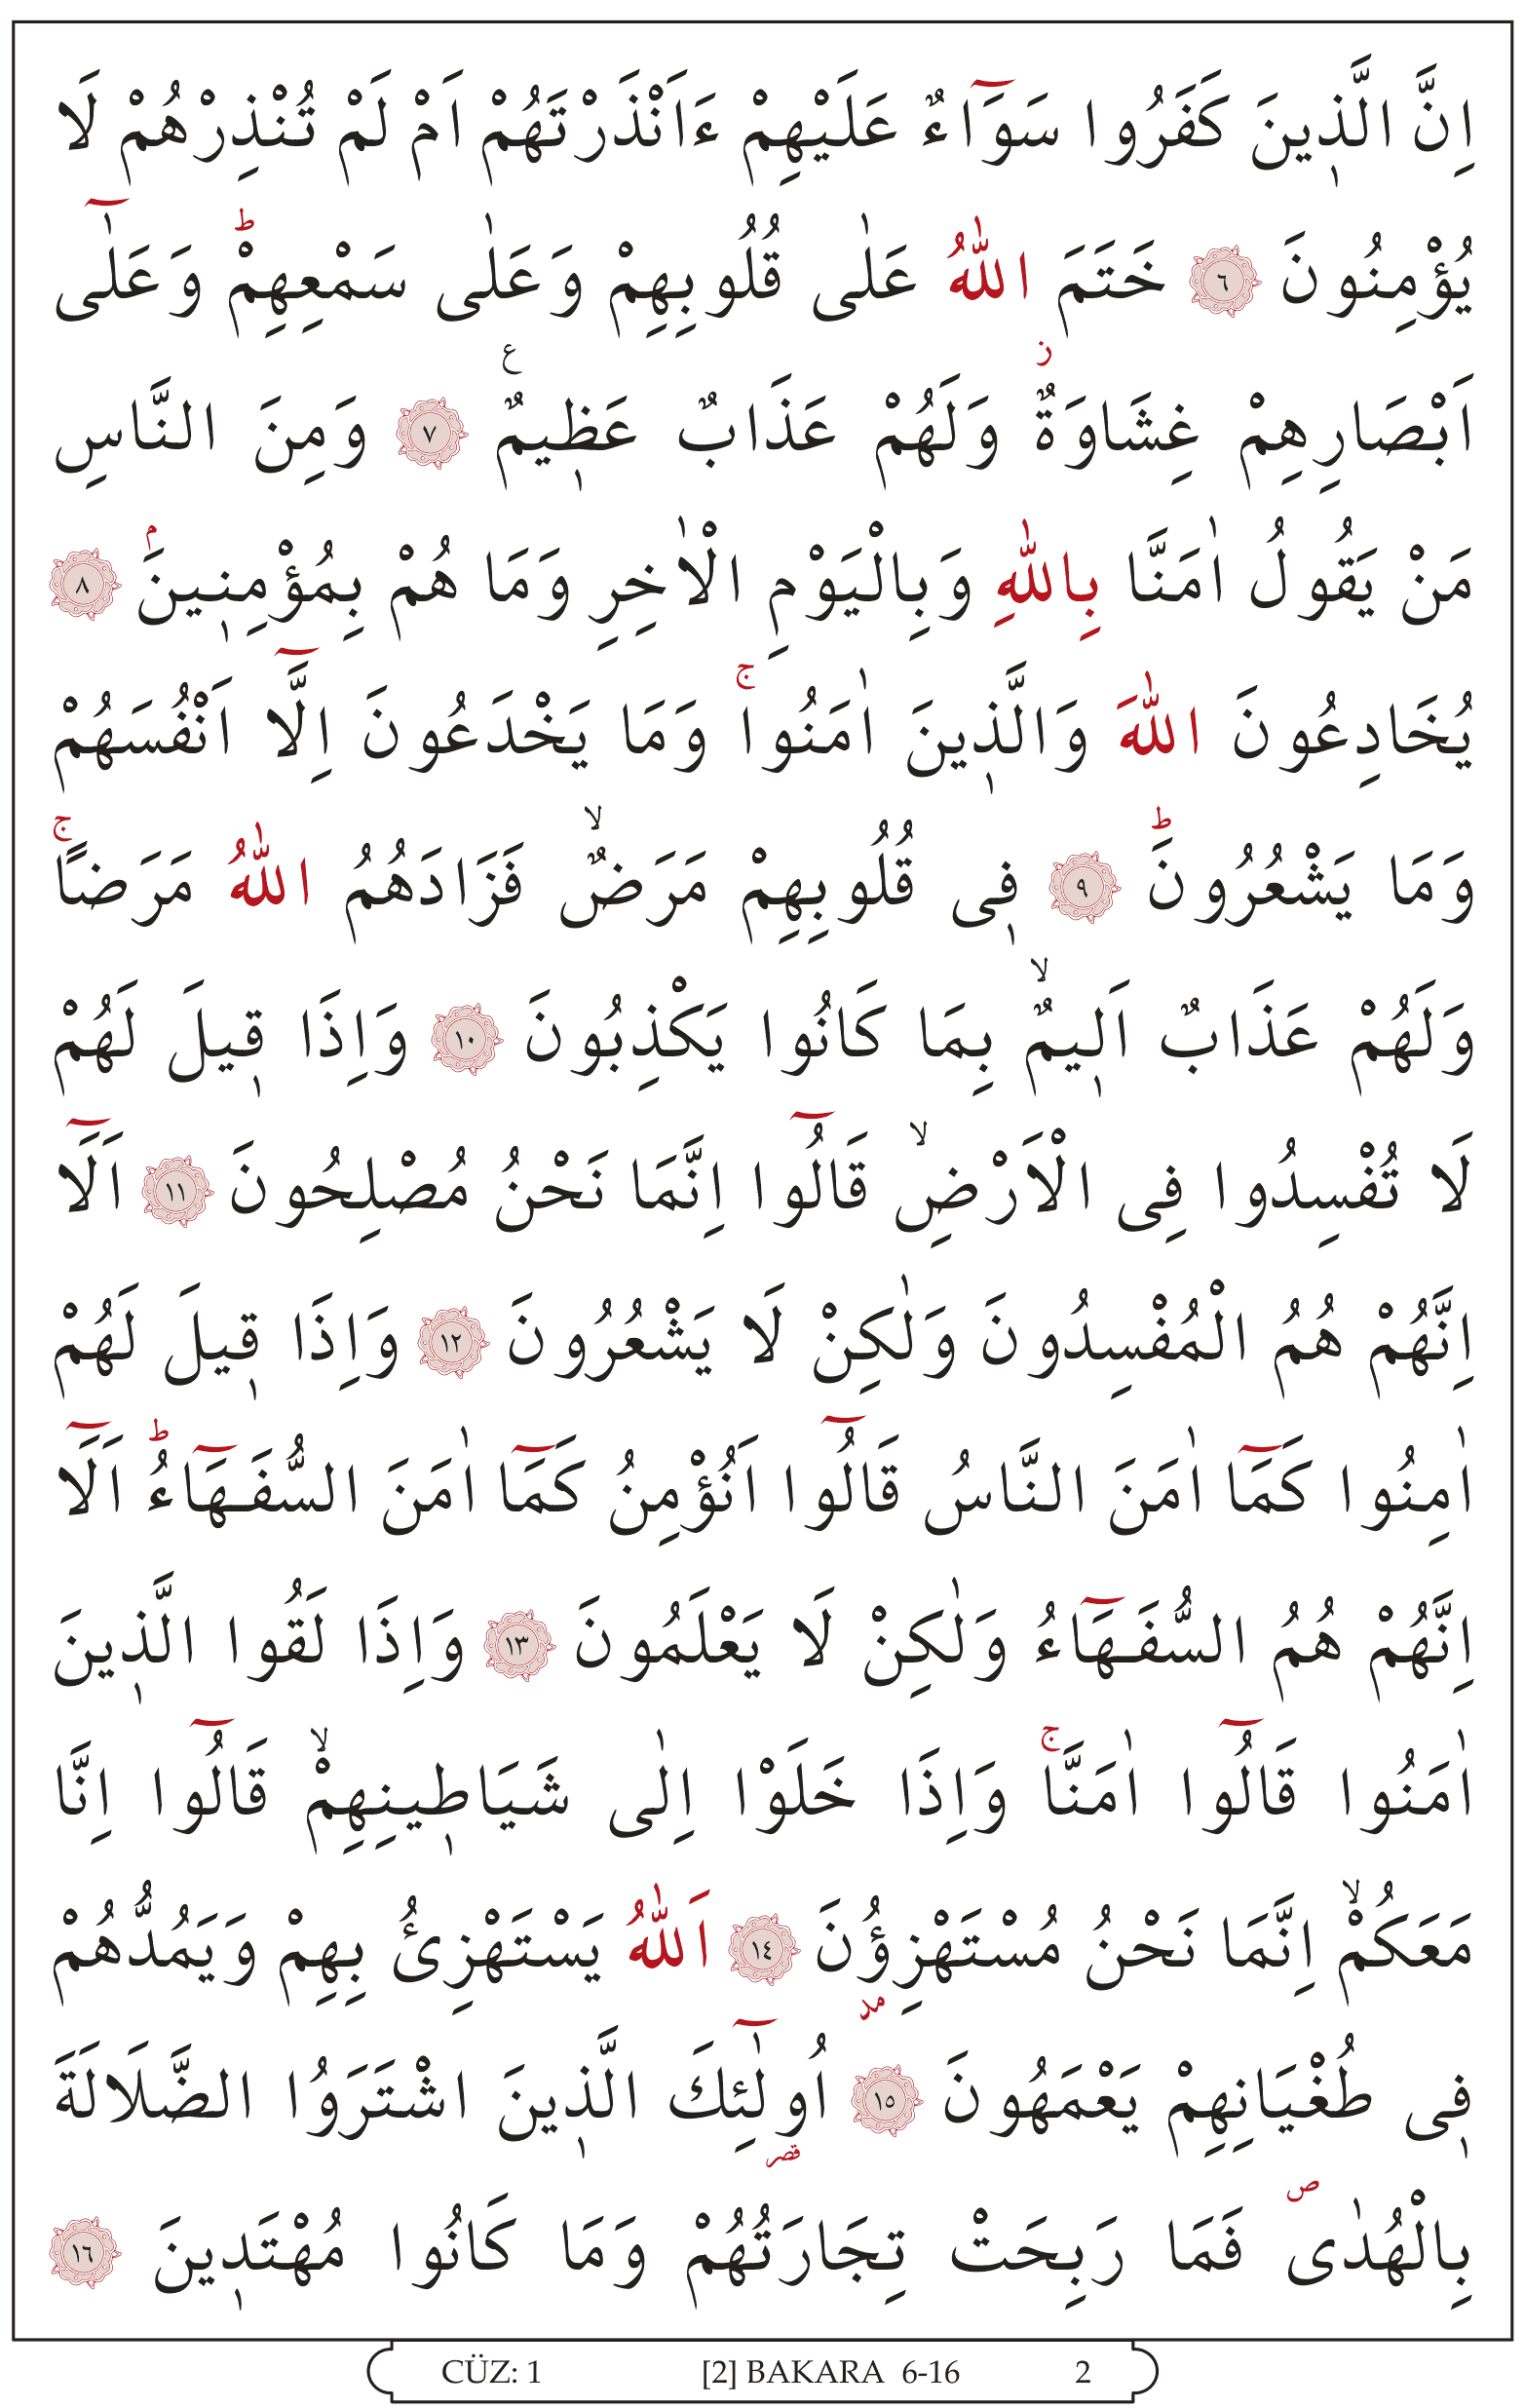 اِنَّ الَّذ۪ينَ كَفَرُوا سَوَٓاءٌ عَلَيْهِمْ ءَاَنْذَرْتَهُمْ اَمْ لَمْ تُنْذِرْهُمْ لَا
يُؤْمِنُونَ ﴿٦﴾ خَتَمَ اللّٰهُ عَلٰى قُلُوبِهِمْ وَعَلٰى سَمْعِهِمْۜ وَعَلٰٓى
اَبْصَارِهِمْ غِشَاوَةٌۘ وَلَهُمْ عَذَابٌ عَظ۪يمٌ۟ ﴿٧﴾ وَمِنَ النَّاسِ
مَنْ يَقُولُ اٰمَنَّا بِاللّٰهِ وَبِالْيَوْمِ الْاٰخِرِ وَمَا هُمْ بِمُؤْمِن۪ينَۢ ﴿٨﴾
يُخَادِعُونَ اللّٰهَ وَالَّذ۪ينَ اٰمَنُواۚ وَمَا يَخْدَعُونَ اِلَّٓا اَنْفُسَهُمْ
وَمَا يَشْعُرُونَۜ ﴿٩﴾ ف۪ى قُلُوبِهِمْ مَرَضٌۙ فَزَادَهُمُ اللّٰهُ مَرَضًاۚ
وَلَهُمْ عَذَابٌ اَل۪يمٌۙ بِمَا كَانُوا يَكْذِبُونَ ﴿١٠﴾ وَاِذَا ق۪يلَ لَهُمْ
لَا تُفْسِدُوا فِى الْاَرْضِۙ قَالُٓوا اِنَّمَا نَحْنُ مُصْلِحُونَ ﴿١١﴾ اَلَٓا
اِنَّهُمْ هُمُ الْمُفْسِدُونَ وَلٰكِنْ لَا يَشْعُرُونَ ﴿١٢﴾ وَاِذَا ق۪يلَ لَهُمْ
اٰمِنُوا كَمَٓا اٰمَنَ النَّاسُ قَالُٓوا اَنُؤْمِنُ كَمَٓا اٰمَنَ السُّفَهَٓاءُۜ اَلَٓا
اِنَّهُمْ هُمُ السُّفَهَٓاءُ وَلٰكِنْ لَا يَعْلَمُونَ ﴿١٣﴾ وَاِذَا لَقُوا الَّذ۪ينَ
اٰمَنُوا قَالُٓوا اٰمَنَّاۚ وَاِذَا خَلَوْا اِلٰى شَيَاط۪ينِهِمْۙ قَالُٓوا اِنَّا
مَعَكُمْۙ اِنَّمَا نَحْنُ مُسْتَهْزِؤُنَ ﴿١٤﴾ اَللّٰهُ يَسْتَهْزِئُ بِهِمْ وَيَمُدُّهُمْ
ف۪ى طُغْيَانِهِمْ يَعْمَهُونَ ﴿١٥﴾ مد اُو۬لٰٓئِكَ قصر الَّذ۪ينَ اشْتَرَوُا الضَّلَالَةَ
بِالْهُدٰىۖ فَمَا رَبِحَتْ تِجَارَتُهُمْ وَمَا كَانُوا مُهْتَد۪ينَ ﴿١٦﴾
CÜZ: 1 [2] BAKARA 6-16 2